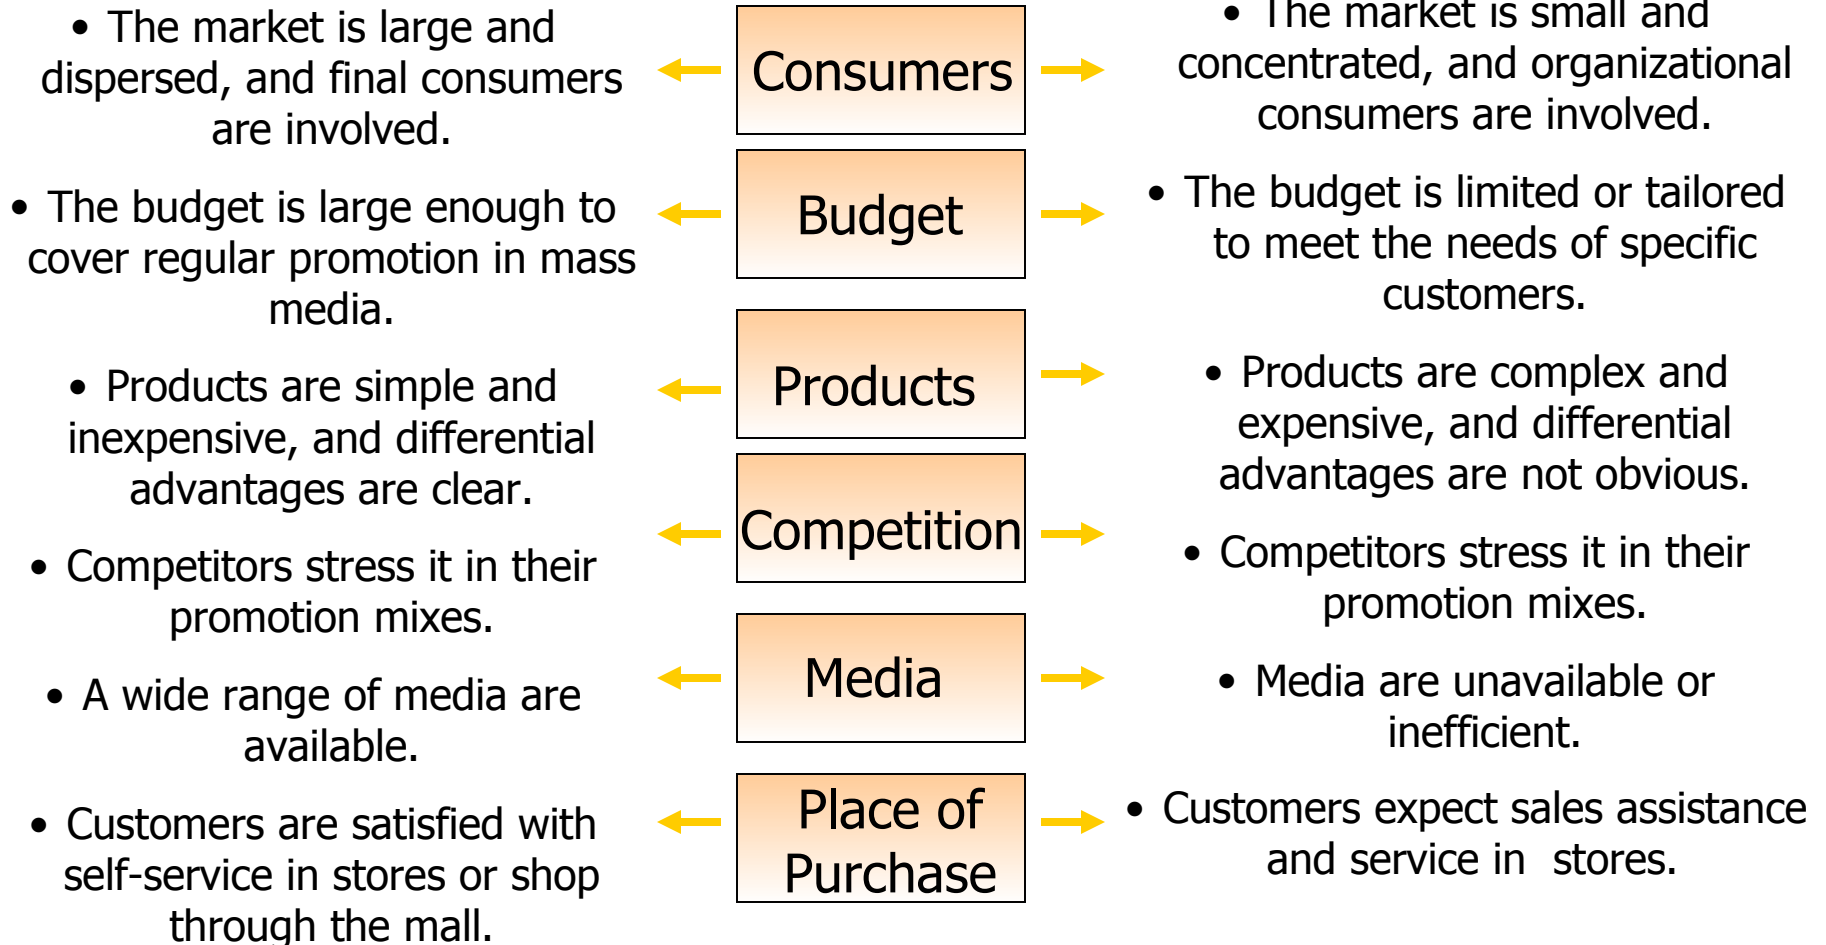 • The market is large and
dispersed, and final consumers
are involved.
• The budget is large enough to
cover regular promotion in mass
media.
• Products are simple and
inexpensive, and differential
advantages are clear.
• Competitors stress it in their
promotion mixes.
• A wide range of media are
available.
• Customers are satisfied with
self-service in stores or shop
through the mall.
Consumers
Budget
Products
Competition
Media
Place of
Purchase
• The market is small and
concentrated, and organizational
consumers are involved.
• The budget is limited or tailored
to meet the needs of specific
customers.
• Products are complex and
expensive, and differential
advantages are not obvious.
• Competitors stress it in their
promotion mixes.
• Media are unavailable or
inefficient.
• Customers expect sales assistance
and service in stores.